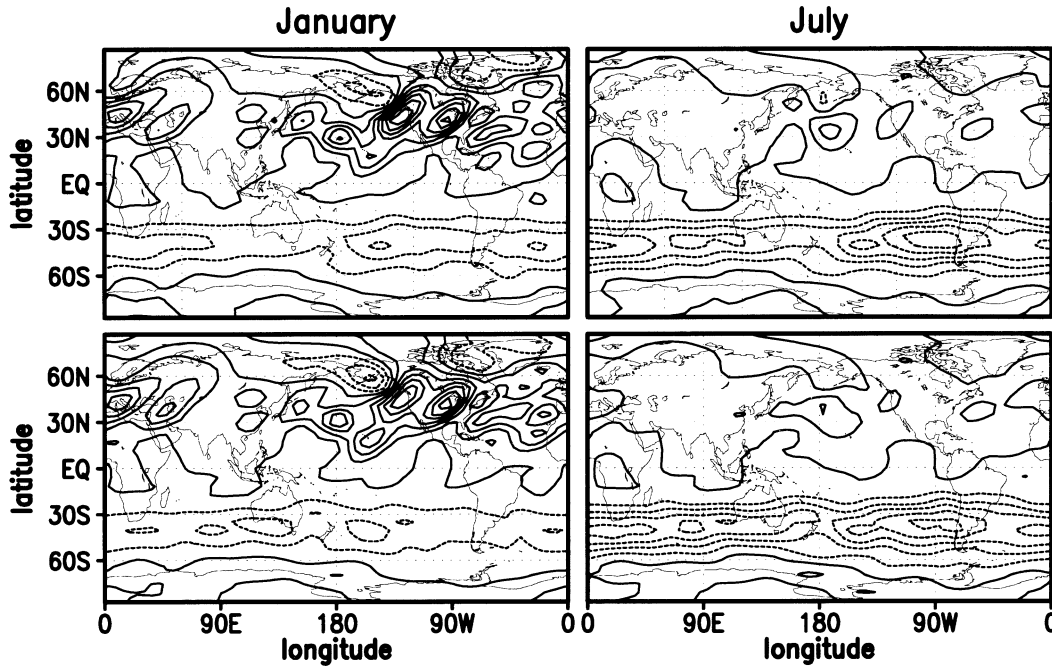 January
July
60N
30N
EQ
30S
60S
latitude
60N
30N
EQ
30S
60S
latitude
0 90E 180 90W 0
0 90E 180 90W 0
longitude
longitude